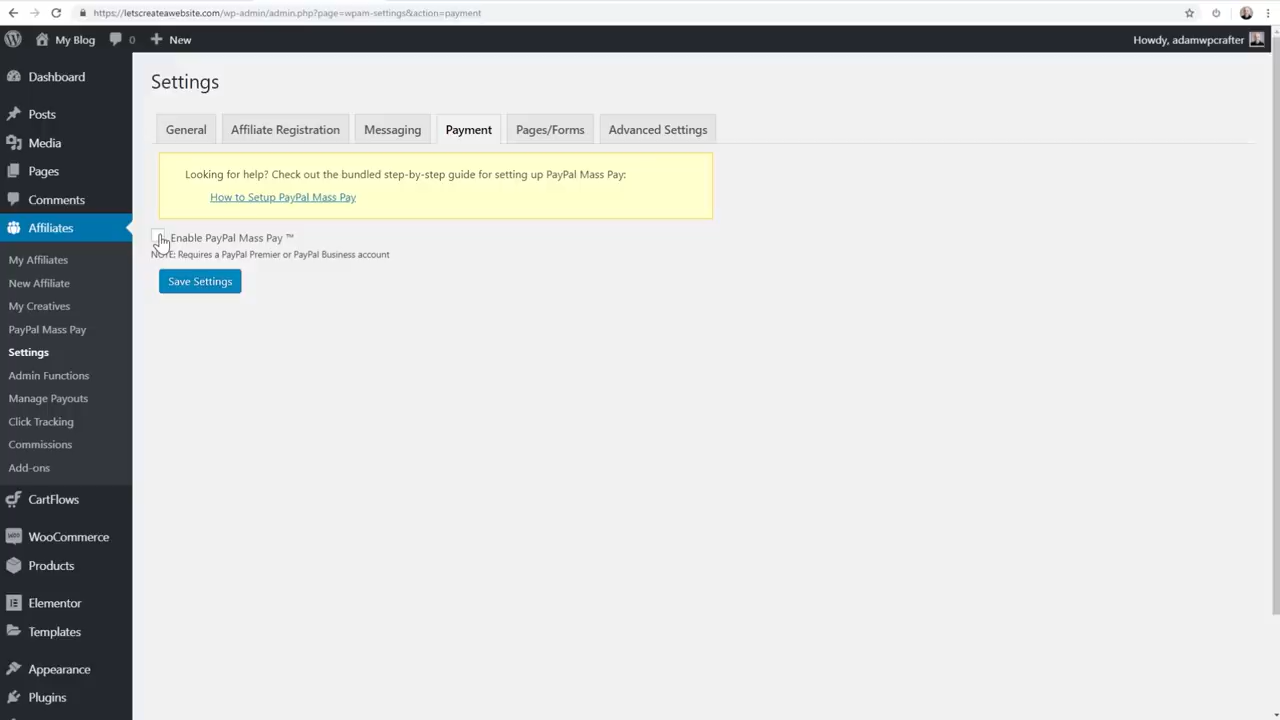 https://letscreateawebsite.com/wp-admin/admin.php?page=wpam-settings&action=payment
My Blog
0
New
Howdy, adamwpcrafter
Dashboard
Posts
Media
Pages
Comments
Affiliates
My Affiliates
New Affiliate
My Creatives
PayPal Mass Pay
Settings
Admin Functions
Manage Payouts
Click Tracking
Commissions
Add-ons
CartFlows
WooCommerce
Products
Elementor
Templates
Appearance
Plugins
Settings
General
Affiliate Registration
Messaging
Payment
Pages/Forms
Advanced Settings
Looking for help? Check out the bundled step-by-step guide for setting up PayPal Mass Pay:
How to Setup PayPal Mass Pay
Enable PayPal Mass Pay ™
NOTE: Requires a PayPal Premier or PayPal Business account
Save Settings